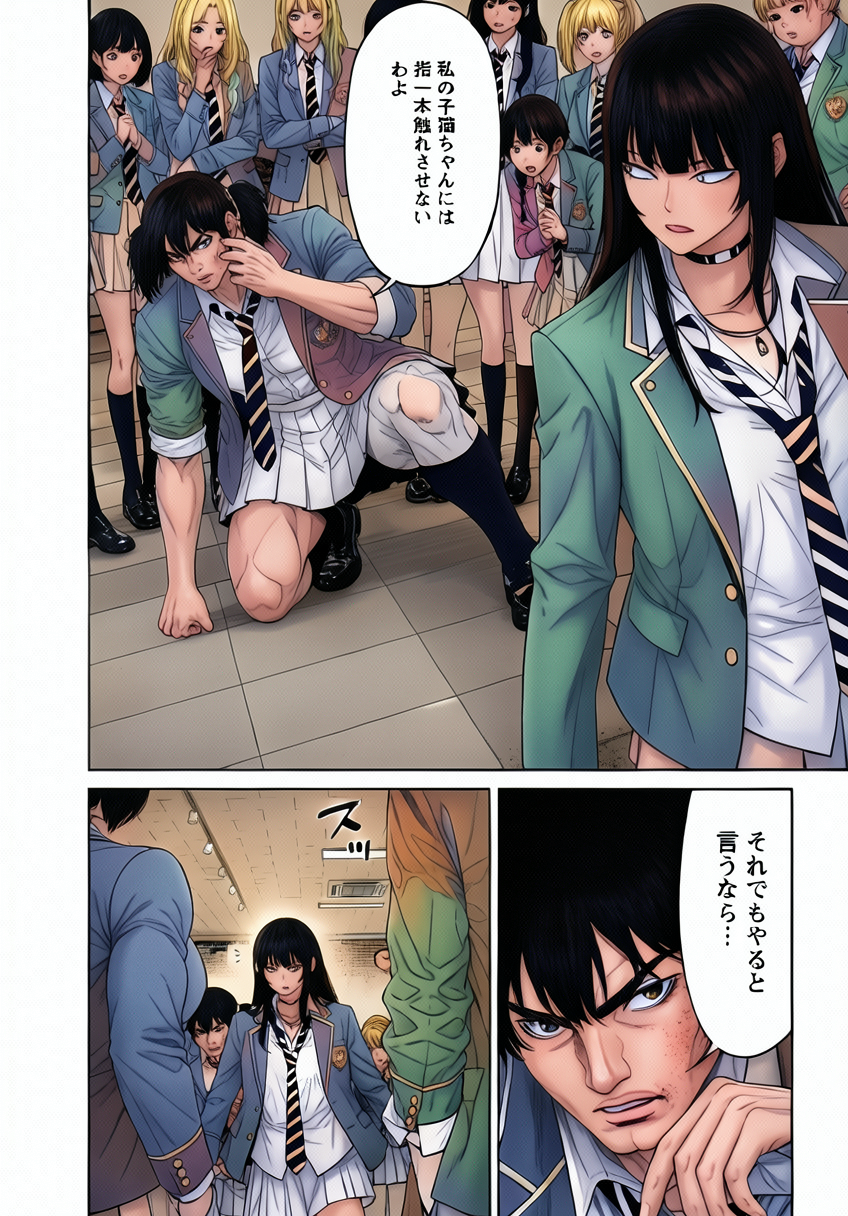 私の子猫ちゃんには
指一本触れさせない
わよ
それでもやると
言うなら…
スッ